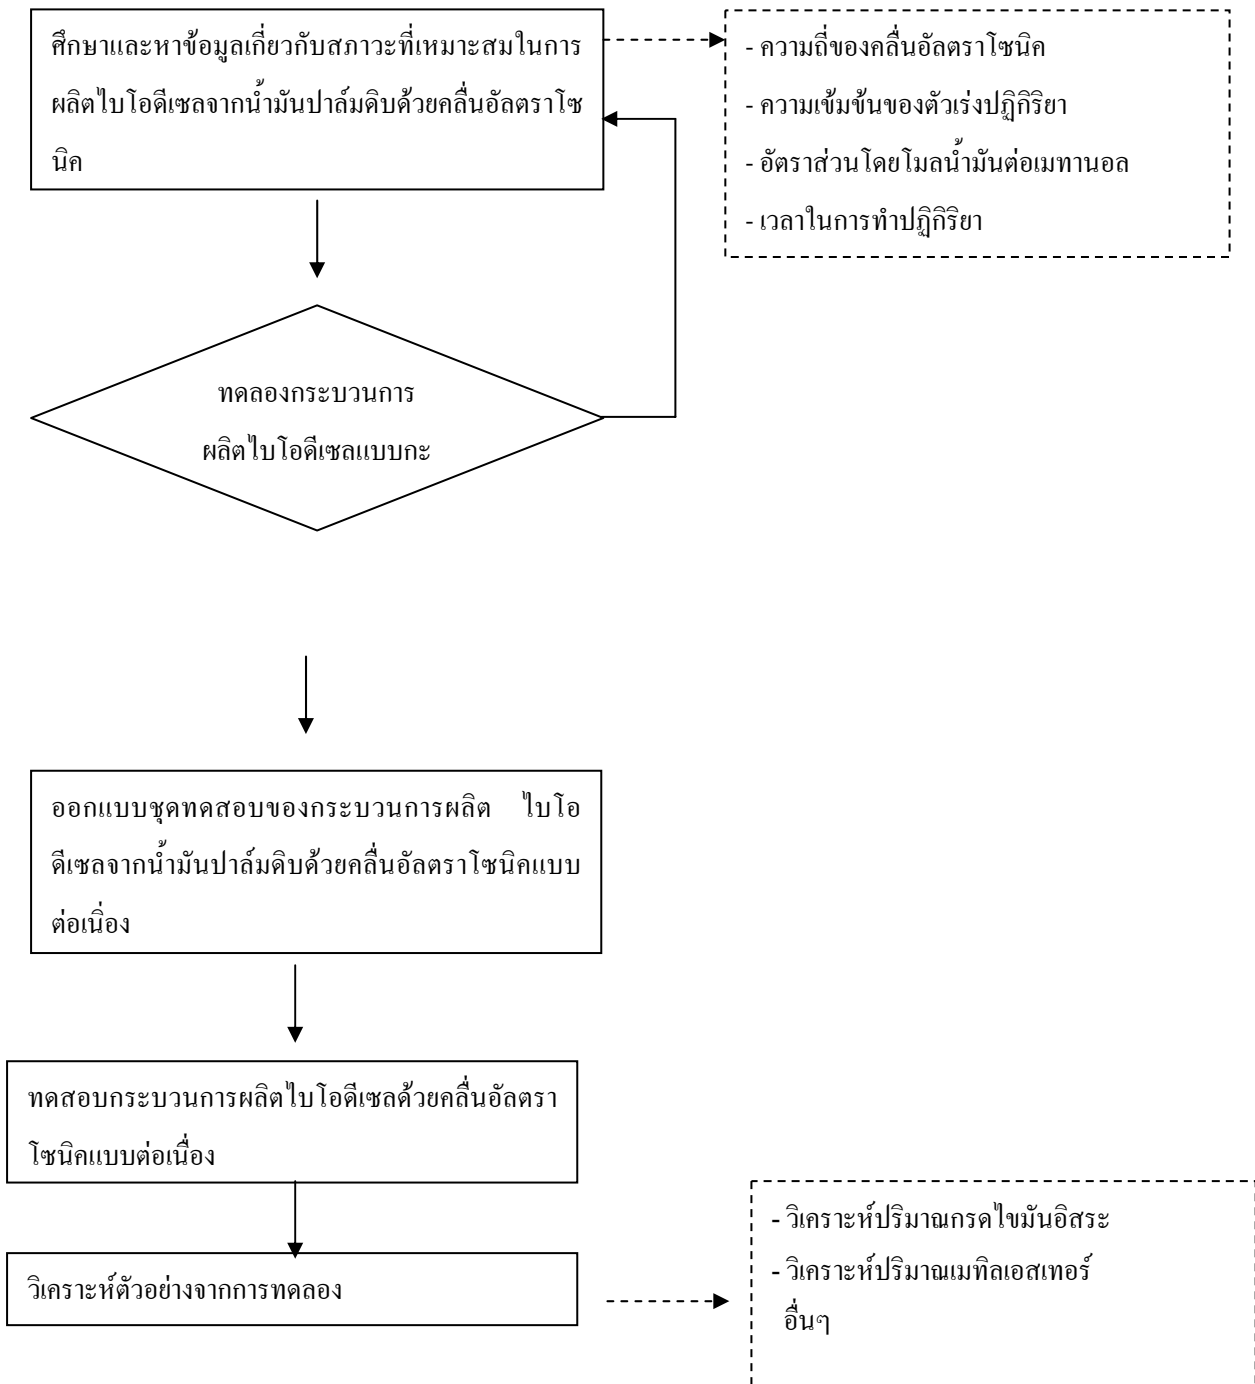 ศึกษาและหาข้อมูลเกี่ยวกับสภาวะที่เหมาะสมในการ
ผลิตไบโอดีเซลจากน้ำมันปาล์มดิบด้วยคลื่นอัลตราโซ
นิค
- ความถี่ของคลื่นอัลตราโซนิค
- ความเข้มข้นของตัวเร่งปฏิกิริยา
- อัตราส่วนโดยโมลน้ำมันต่อเมทานอล
- เวลาในการทำปฏิกิริยา
ทดลองกระบวนการ
ผลิตไบโอดีเซลแบบกะ
ออกแบบชุดทดสอบของกระบวนการผลิต ไบโอ
ดีเซลจากน้ำมันปาล์มดิบด้วยคลื่นอัลตราโซนิคแบบ
ต่อเนื่อง
ทดสอบกระบวนการผลิตไบโอดีเซลด้วยคลื่นอัลตรา
โซนิคแบบต่อเนื่อง
วิเคราะห์ตัวอย่างจากการทดลอง
- วิเคราะห์ปริมาณกรดไขมันอิสระ
- วิเคราะห์ปริมาณเมทิลเอสเทอร์
อื่นๆ